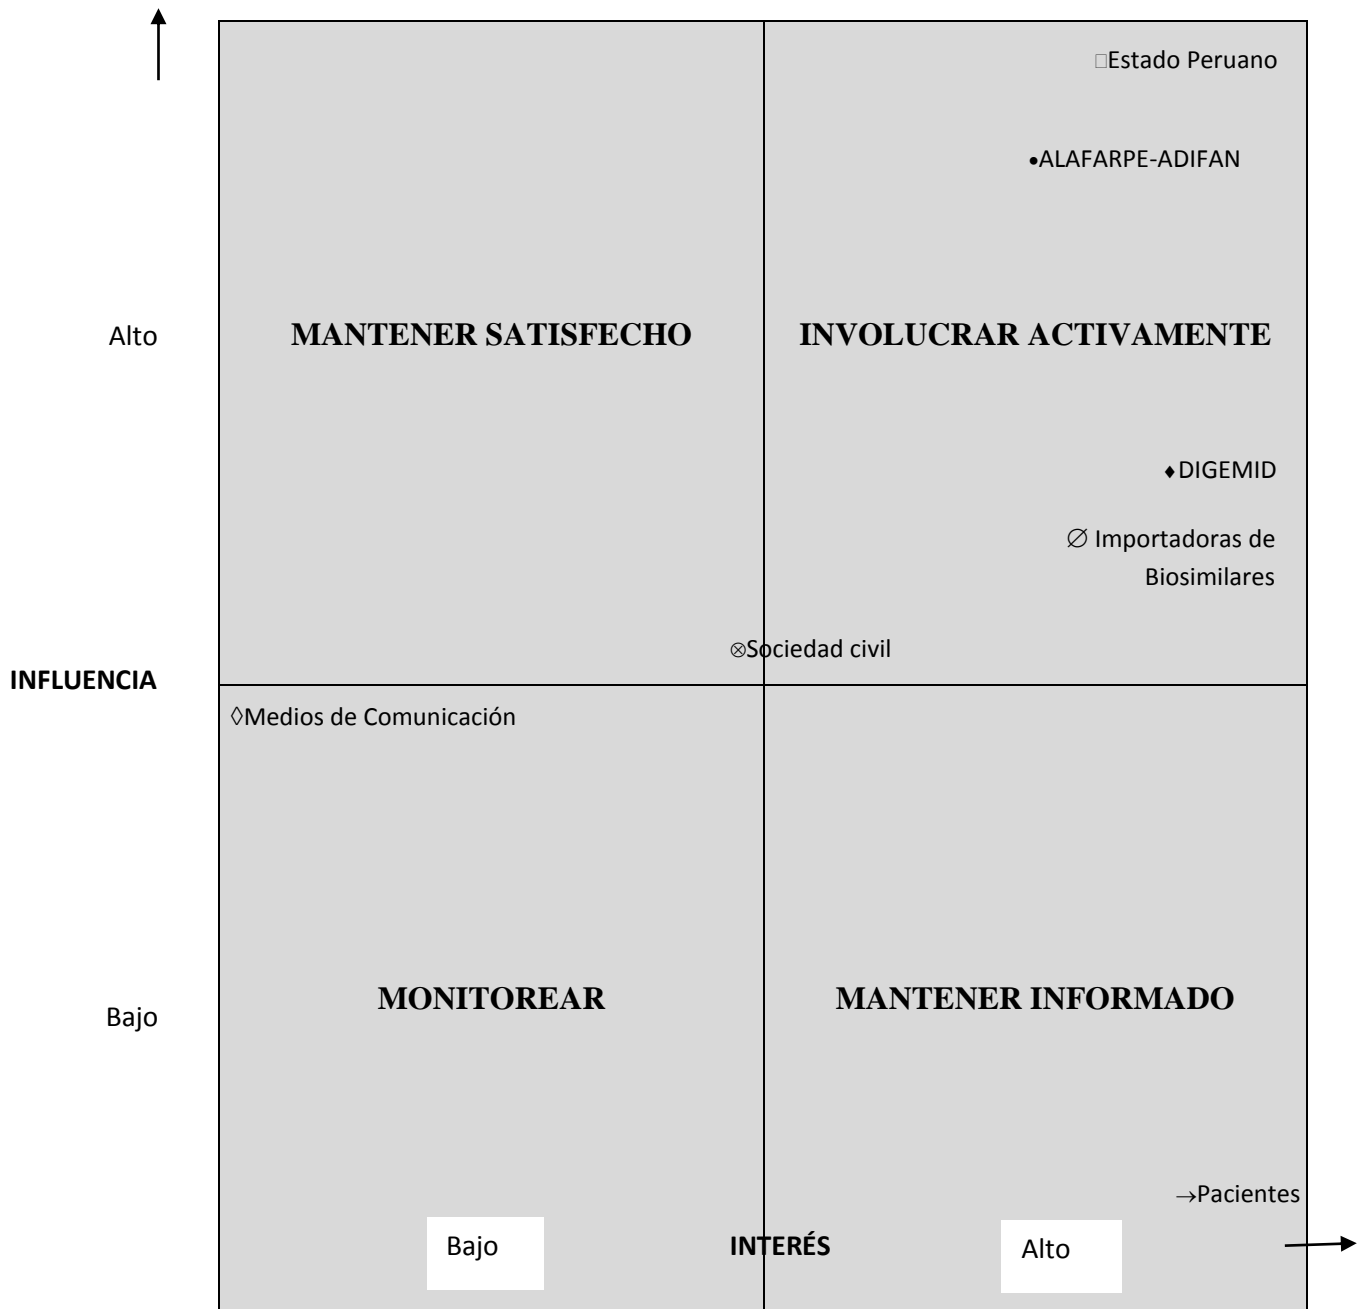 □Estado Peruano
•ALAFARPE-ADIFAN
Alto
MANTENER SATISFECHO
INVOLUCRAR ACTIVAMENTE
♦DIGEMID
∅ Importadoras de
Biosimilares
⊗Sociedad civil
INFLUENCIA
◊Medios de Comunicación
MONITOREAR
MANTENER INFORMADO
Bajo
→Pacientes
Bajo
INTERÉS
Alto